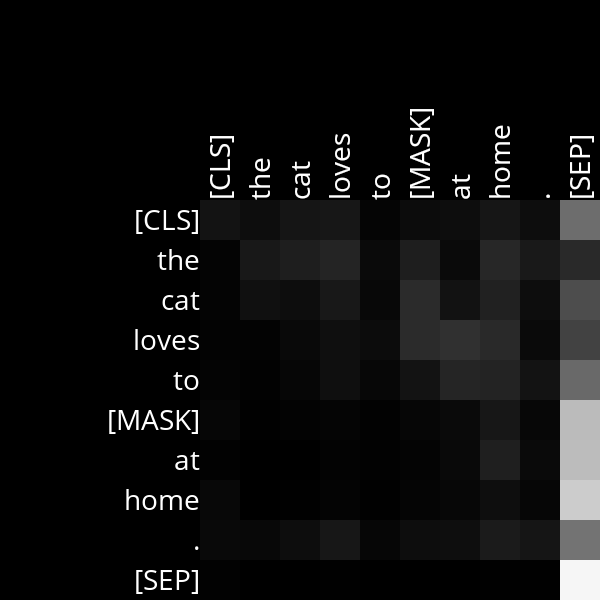 [CLS] the cat loves to [MASK] at home . [SEP]
[CLS]
the
cat
loves
to
[MASK]
at
home
.
[SEP]